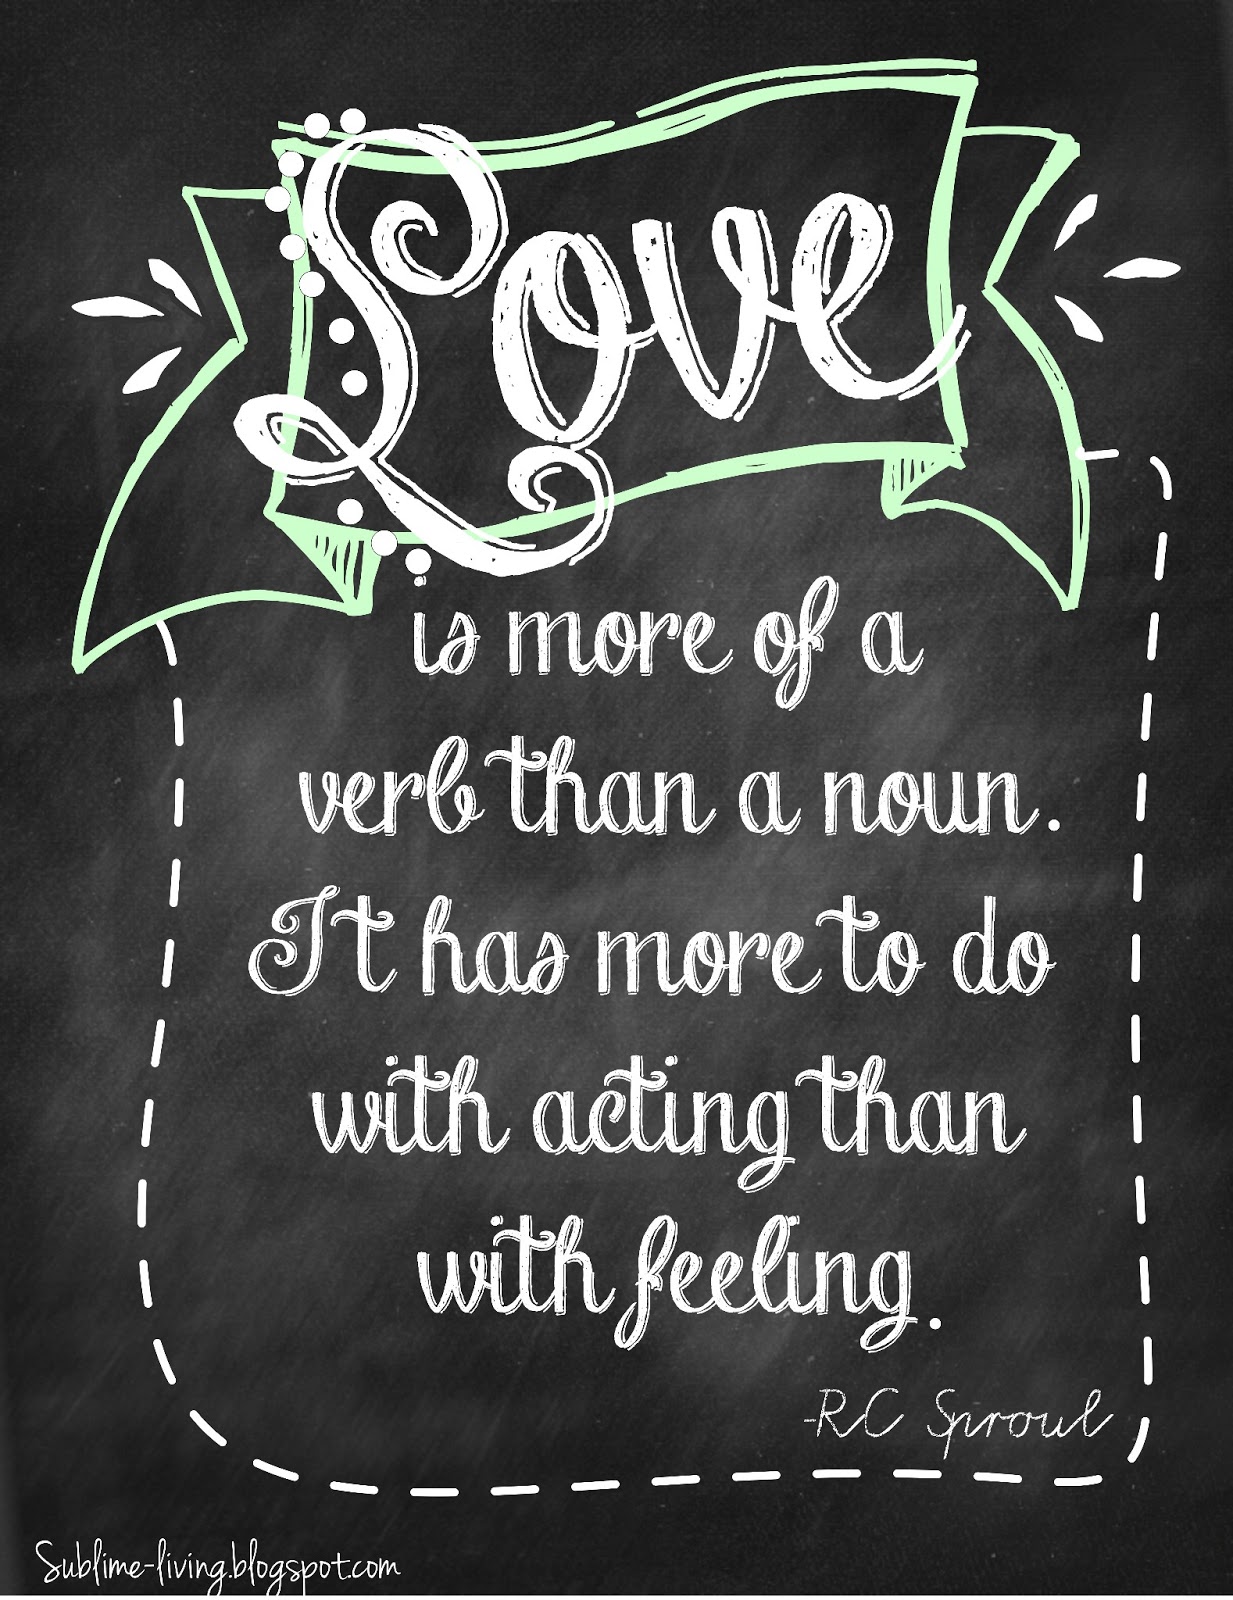 Love
is more of a
verb than a noun.
It has more to do
with acting than
with feeling.
-RC Sproul
Sublime-living.blogspot.com